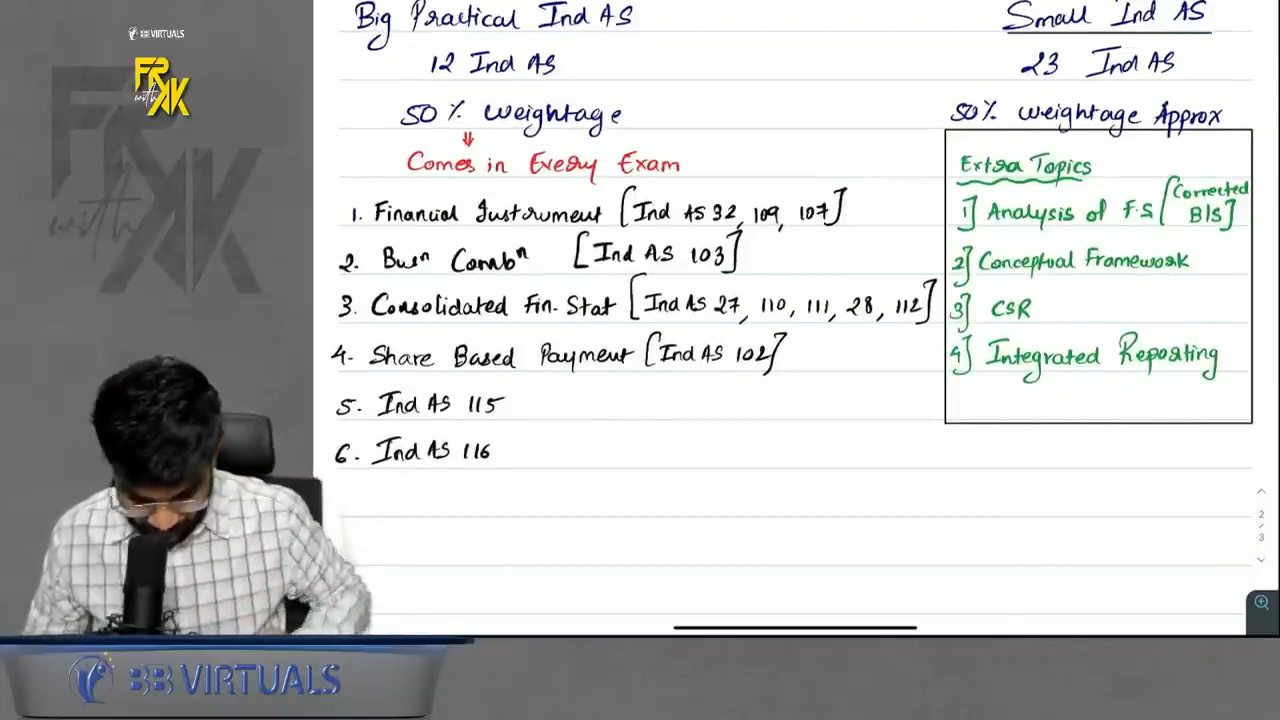 BB VIRTUALS
FR
with AK
Big Practical Ind AS
12 Ind AS
50% weightage
Comes in Every Exam
1. Financial Instrument [Ind AS 32, 109, 107]
2. Busn Combn [Ind AS 103]
3. Consolidated Fin. Stat [Ind AS 27, 110, 111, 28, 112]
4. Share Based Payment [Ind AS 102]
5. Ind AS 115
6. Ind AS 116
Small Ind AS
23 Ind AS
50% weightage Approx
Extra Topics
1] Analysis of F.S [Corrected
B/S]
2] Conceptual Framework
3] CSR
4] Integrated Reporting
2
/
3
BB VIRTUALS